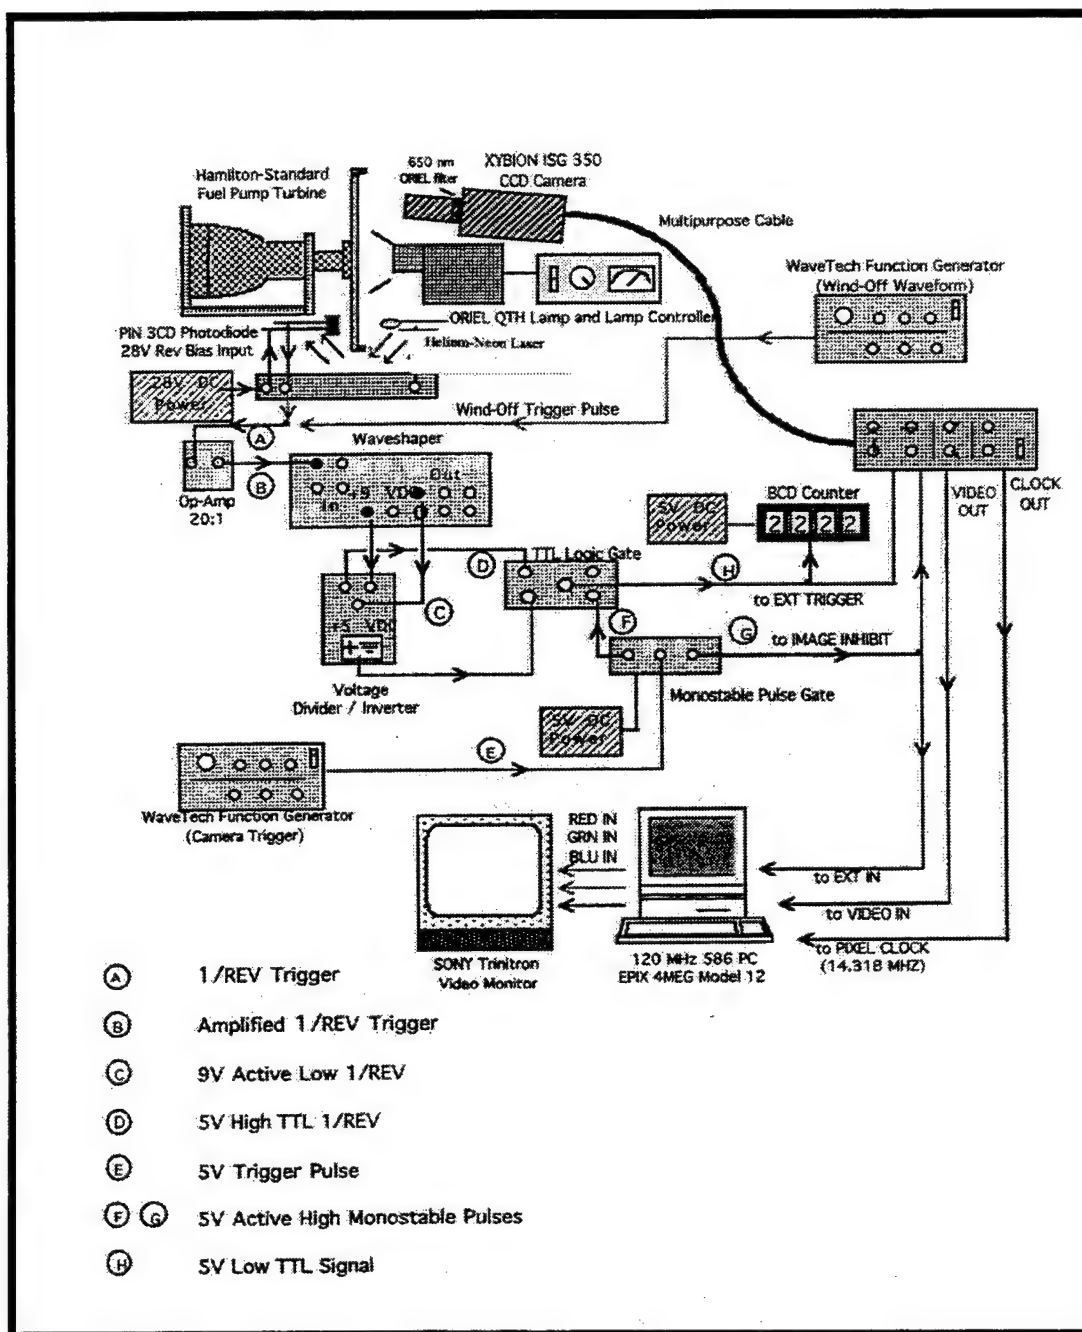 Hamilton-Standard
Fuel Pump Turbine
650 nm
ORIEL filter
XYBION ISG 350
CCD Camera
Multipurpose Cable
WaveTech Function Generator
(Wind-Off Waveform)
PIN 3CD Photodiode
28V Rev Bias Input
ORIEL QTH Lamp and Lamp Controller
Helium-Neon Laser
28V DC
Power
Wind-Off Trigger Pulse
A
Waveshaper
Op-Amp
20:1
B
In
+9 VDC
Out
5V DC
Power
BCD Counter
2 2 2 2
VIDEO
OUT
CLOCK
OUT
D
TTL Logic Gate
H
to EXT TRIGGER
C
+5 VDC
F
G
to IMAGE INHIBIT
Voltage
Divider / Inverter
Monostable Pulse Gate
5V DC
Power
E
WaveTech Function Generator
(Camera Trigger)
RED IN
GRN IN
BLU IN
to EXT IN
to VIDEO IN
to PIXEL CLOCK
(14.318 MHZ)
SONY Trinitron
Video Monitor
120 MHz 586 PC
EPIX 4MEG Model 12
A 1/REV Trigger
B Amplified 1/REV Trigger
C 9V Active Low 1/REV
D 5V High TTL 1/REV
E 5V Trigger Pulse
F G 5V Active High Monostable Pulses
H 5V Low TTL Signal